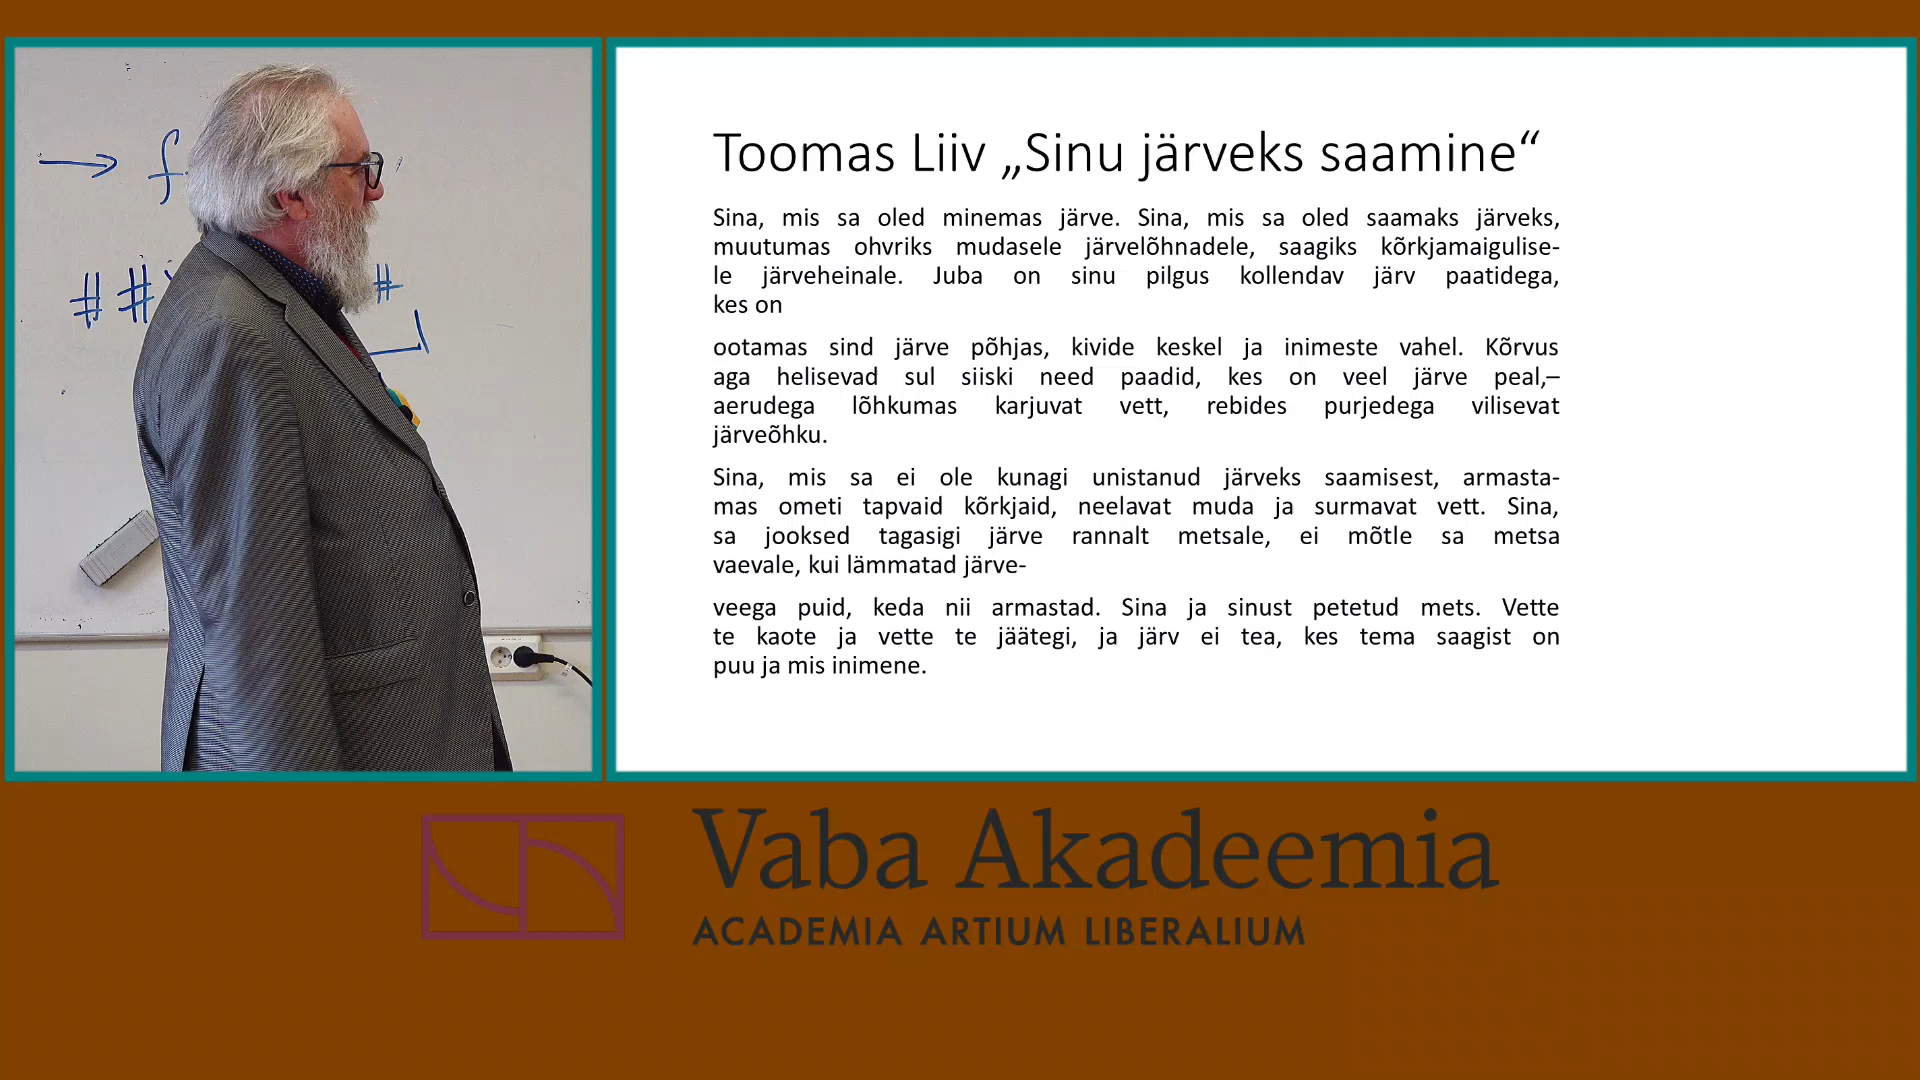 f
# #
#
Toomas Liiv „Sinu järveks saamine“
Sina, mis sa oled minemas järve. Sina, mis sa oled saamaks järveks,
muutumas ohvriks mudasele järvelõhnadele, saagiks kõrkjamaigulise-
le järveheinale. Juba on sinu pilgus kollendav järv paatidega,
kes on
ootamas sind järve põhjas, kivide keskel ja inimeste vahel. Kõrvus
aga helisevad sul siiski need paadid, kes on veel järve peal,–
aerudega lõhkumas karjuvat vett, rebides purjedega vilisevat
järveõhku.
Sina, mis sa ei ole kunagi unistanud järveks saamisest, armasta-
mas ometi tapvaid kõrkjaid, neelavat muda ja surmavat vett. Sina,
sa jooksed tagasigi järve rannalt metsale, ei mõtle sa metsa
vaevale, kui lämmatad järve-
veega puid, keda nii armastad. Sina ja sinust petetud mets. Vette
te kaote ja vette te jäätegi, ja järv ei tea, kes tema saagist on
puu ja mis inimene.
Vaba Akadeemia
ACADEMIA ARTIUM LIBERALIUM